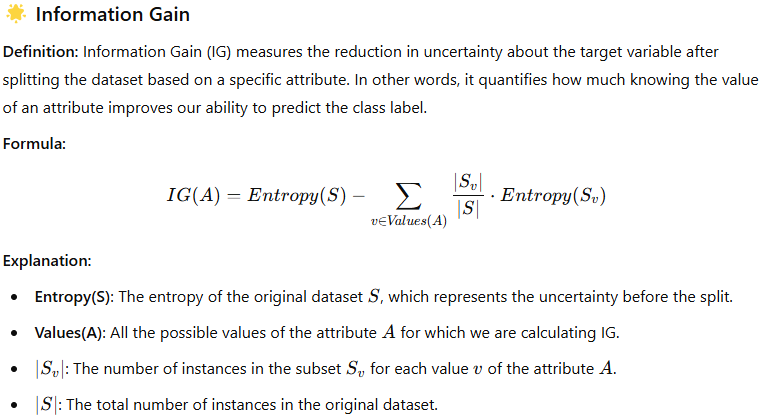 🌟 Information Gain
Definition: Information Gain (IG) measures the reduction in uncertainty about the target variable after
splitting the dataset based on a specific attribute. In other words, it quantifies how much knowing the value
of an attribute improves our ability to predict the class label.
Formula:
IG(A) = Entropy(S) − ∑_{v∈Values(A)} |S_v|/|S| · Entropy(S_v)
Explanation:
• Entropy(S): The entropy of the original dataset S, which represents the uncertainty before the split.
• Values(A): All the possible values of the attribute A for which we are calculating IG.
• |S_v|: The number of instances in the subset S_v for each value v of the attribute A.
• |S|: The total number of instances in the original dataset.